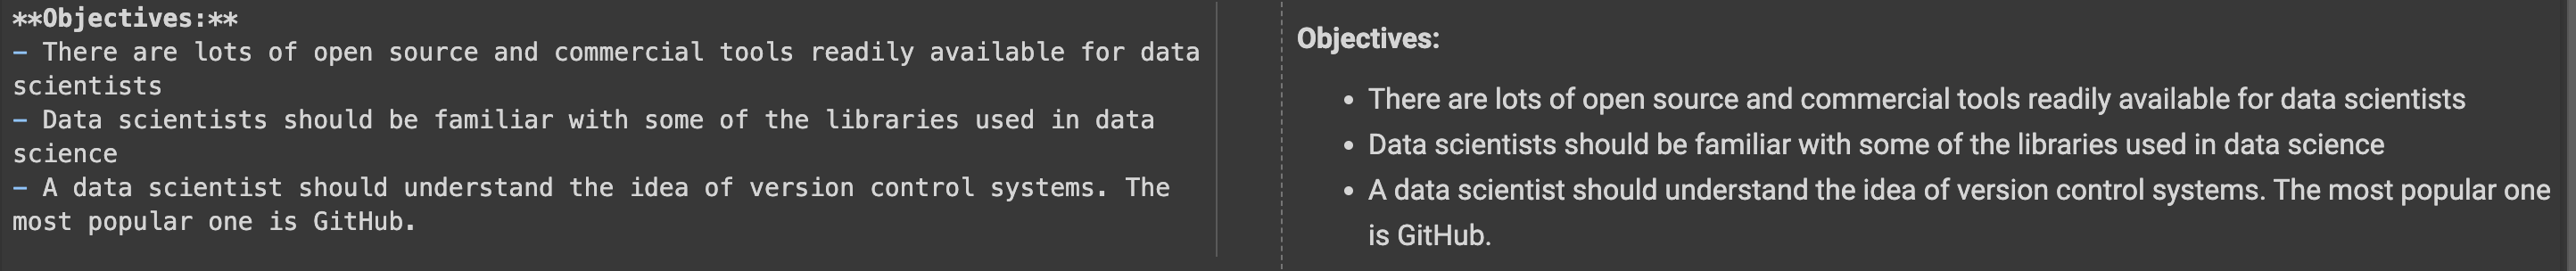 **Objectives:**
- There are lots of open source and commercial tools readily available for data
scientists
- Data scientists should be familiar with some of the libraries used in data
science
- A data scientist should understand the idea of version control systems. The
most popular one is GitHub.
Objectives:
• There are lots of open source and commercial tools readily available for data scientists
• Data scientists should be familiar with some of the libraries used in data science
• A data scientist should understand the idea of version control systems. The most popular one
is GitHub.